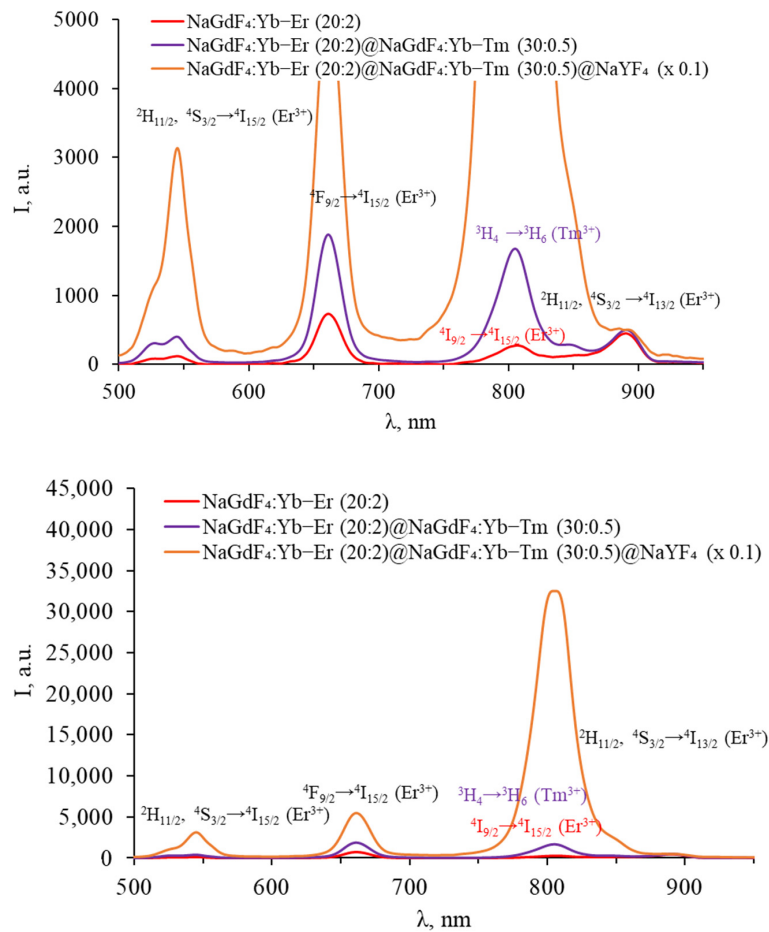 NaGdF₄:Yb−Er (20:2)
NaGdF₄:Yb−Er (20:2)@NaGdF₄:Yb−Tm (30:0.5)
NaGdF₄:Yb−Er (20:2)@NaGdF₄:Yb−Tm (30:0.5)@NaYF₄ (x 0.1)
5000
4000
3000
2000
1000
0
I, a.u.
²H₁₁/₂, ⁴S₃/₂→⁴I₁₅/₂ (Er³⁺)
⁴F₉/₂→⁴I₁₅/₂ (Er³⁺)
³H₄ →³H₆ (Tm³⁺)
²H₁₁/₂, ⁴S₃/₂ →⁴I₁₃/₂ (Er³⁺)
⁴I₉/₂ →⁴I₁₅/₂ (Er³⁺)
500 600 700 800 900
λ, nm
45,000
40,000
35,000
30,000
25,000
20,000
15,000
10,000
5,000
0
I, a.u.
NaGdF₄:Yb−Er (20:2)
NaGdF₄:Yb−Er (20:2)@NaGdF₄:Yb−Tm (30:0.5)
NaGdF₄:Yb−Er (20:2)@NaGdF₄:Yb−Tm (30:0.5)@NaYF₄ (x 0.1)
²H₁₁/₂, ⁴S₃/₂→⁴I₁₃/₂ (Er³⁺)
⁴F₉/₂→⁴I₁₅/₂ (Er³⁺)
³H₄→³H₆ (Tm³⁺)
²H₁₁/₂, ⁴S₃/₂→⁴I₁₅/₂ (Er³⁺)
⁴I₉/₂→⁴I₁₅/₂ (Er³⁺)
500 600 700 800 900
λ, nm